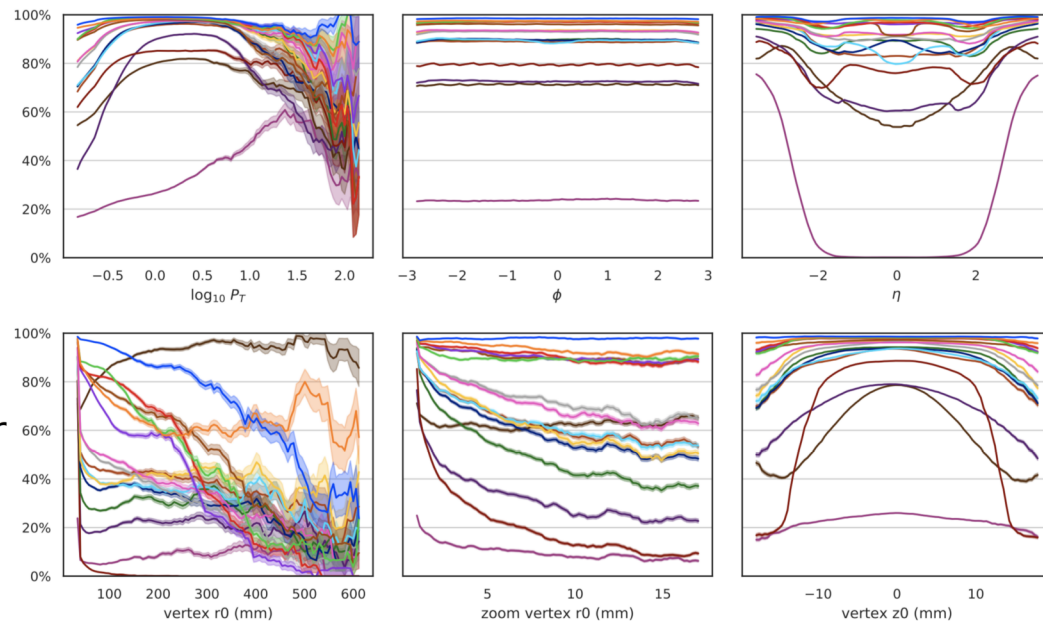 100%
80%
60%
40%
20%
0%
−0.5 0.0 0.5 1.0 1.5 2.0
log₁₀ P_T
−3 −2 −1 0 1 2 3
ϕ
−2 0 2
η
100%
80%
60%
40%
20%
0%
r
100 200 300 400 500 600
vertex r0 (mm)
5 10 15
zoom vertex r0 (mm)
−10 0 10
vertex z0 (mm)